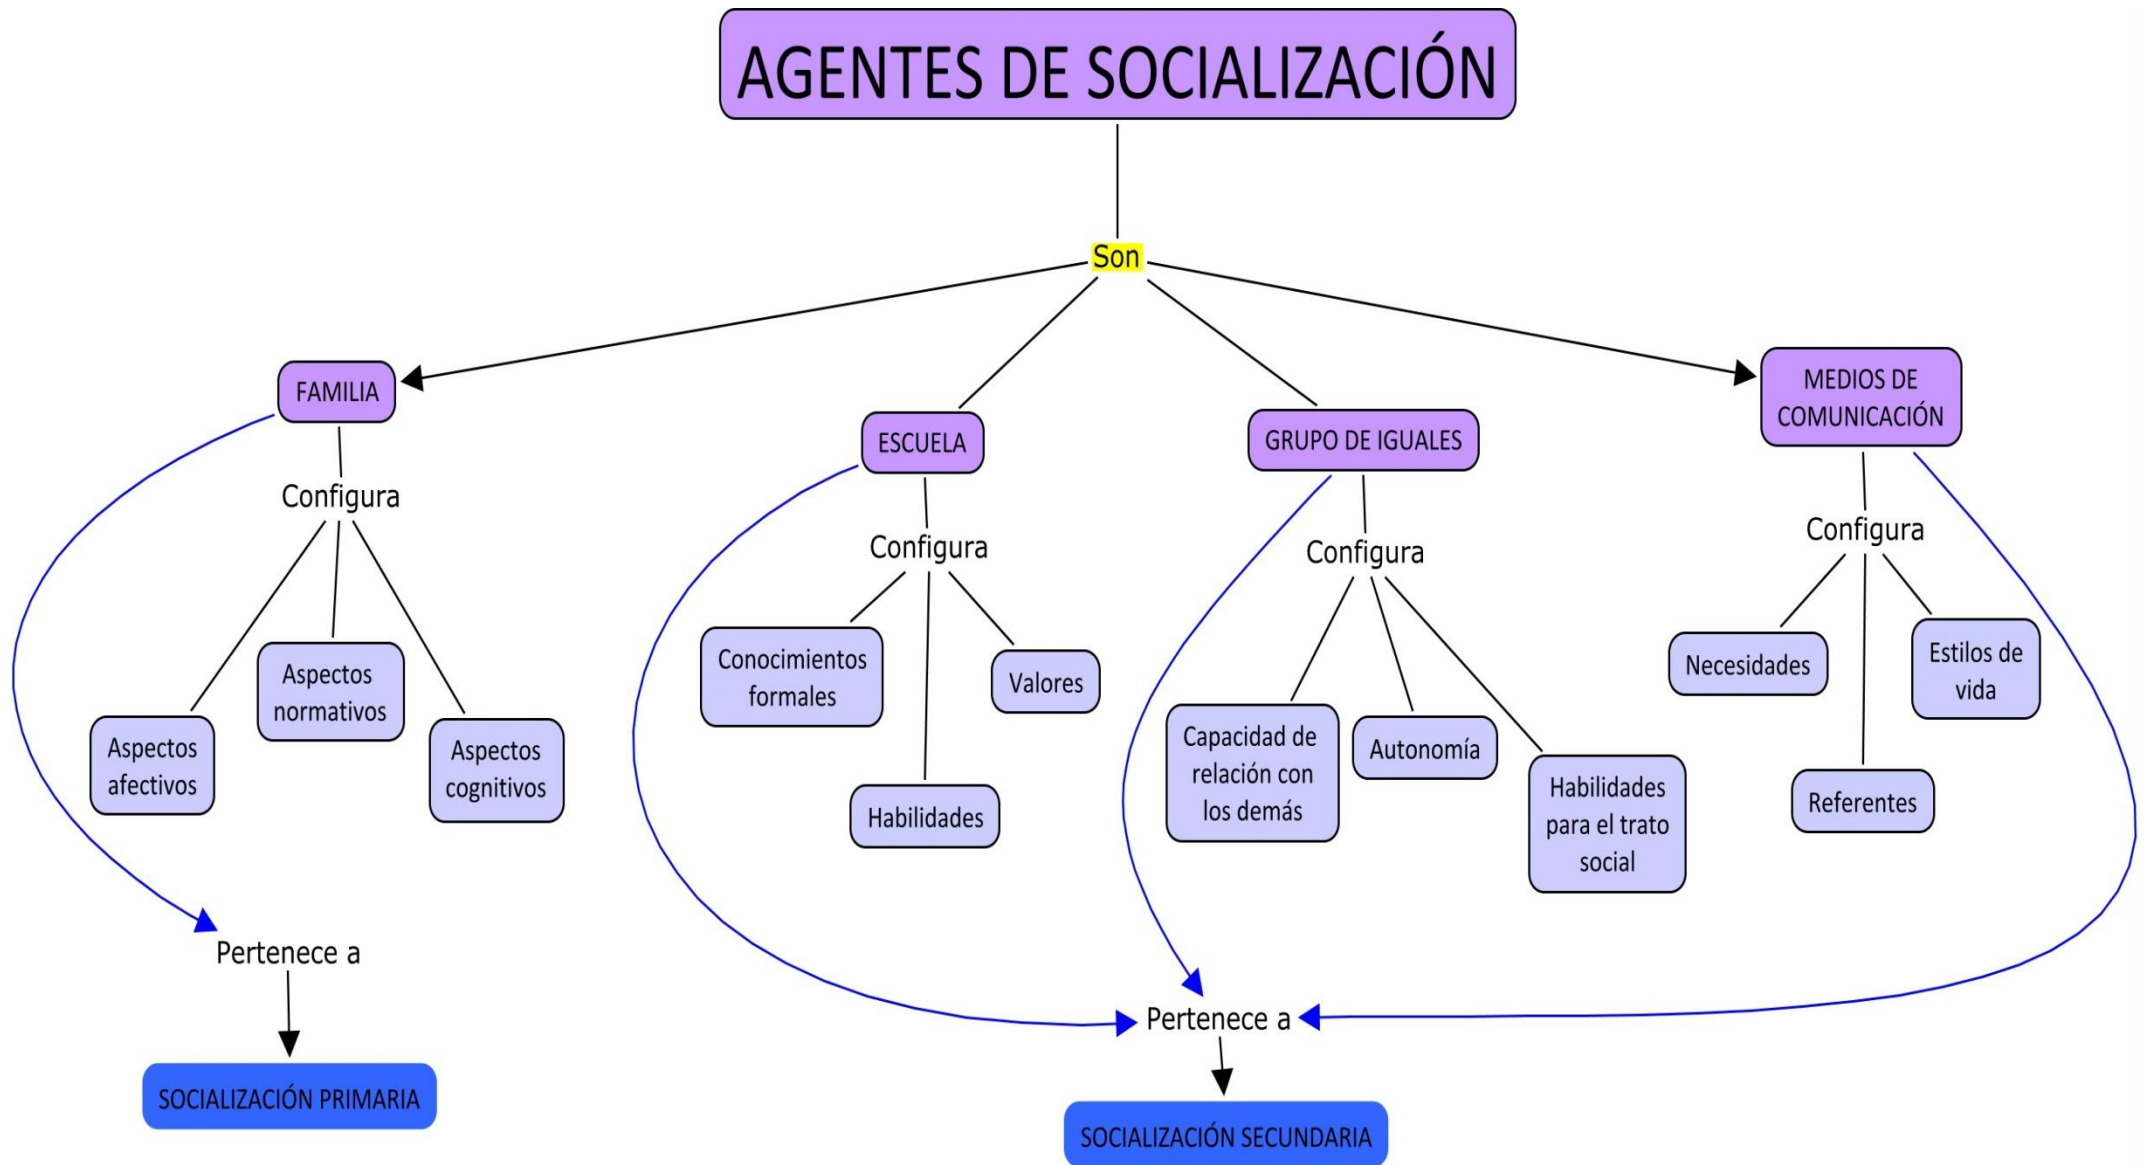 AGENTES DE SOCIALIZACIÓN
Son
FAMILIA
Configura
Aspectos
afectivos
Aspectos
normativos
Aspectos
cognitivos
Pertenece a
SOCIALIZACIÓN PRIMARIA
ESCUELA
Configura
Conocimientos
formales
Habilidades
Valores
GRUPO DE IGUALES
Configura
Capacidad de
relación con
los demás
Autonomía
Habilidades
para el trato
social
MEDIOS DE
COMUNICACIÓN
Configura
Necesidades
Referentes
Estilos de
vida
Pertenece a
SOCIALIZACIÓN SECUNDARIA